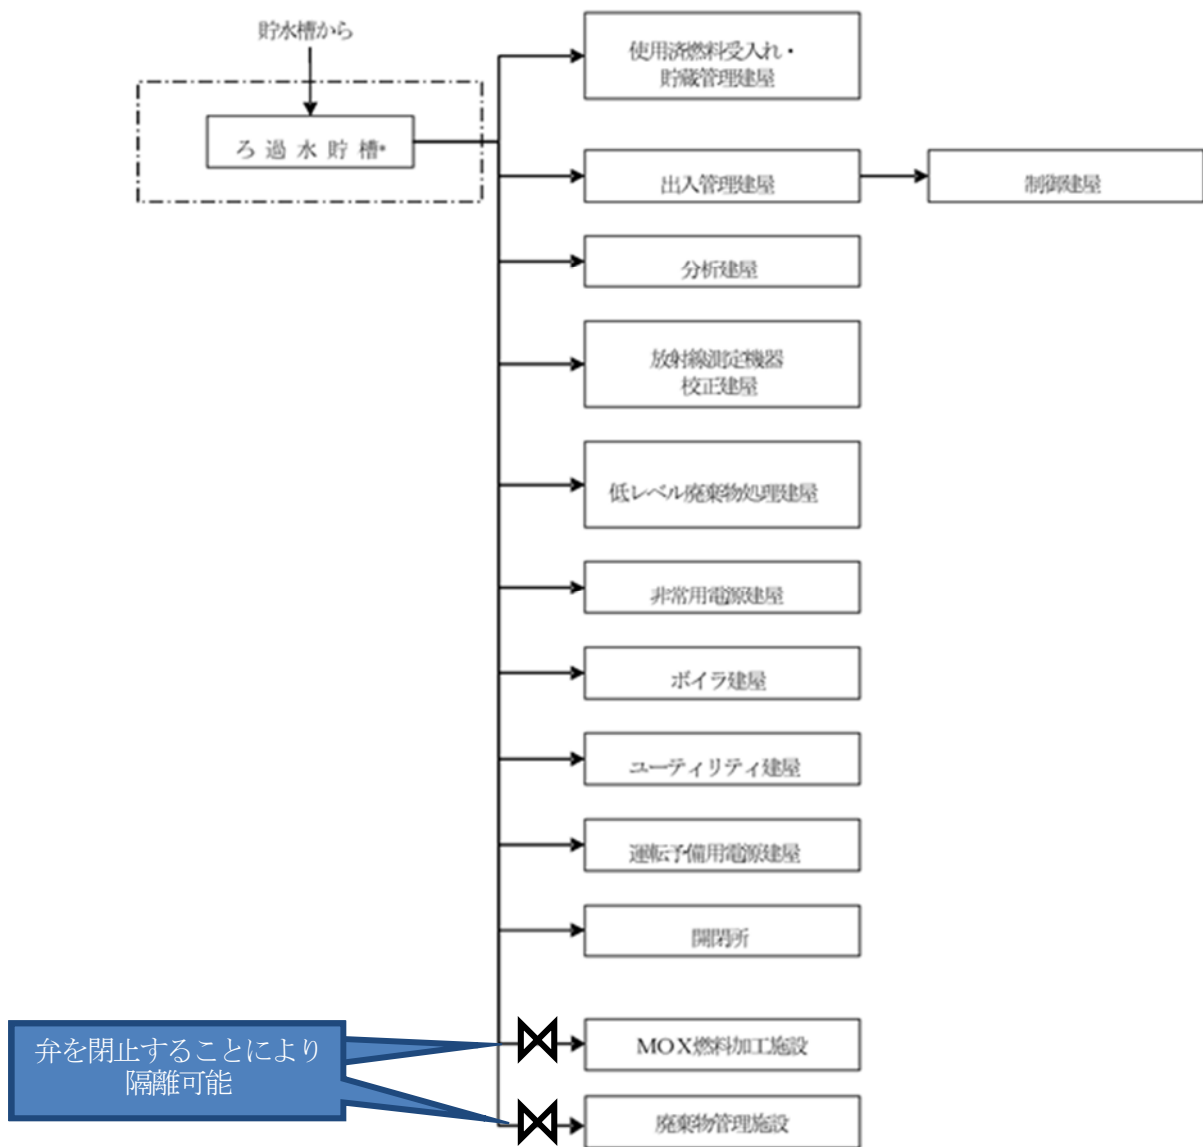 貯水槽から
ろ過水貯槽*
使用済燃料受入れ・
貯蔵管理建屋
出入管理建屋
制御建屋
分析建屋
放射線測定機器
校正建屋
低レベル廃棄物処理建屋
非常用電源建屋
ボイラ建屋
ユーティリティ建屋
運転予備用電源建屋
開閉所
MOX燃料加工施設
弁を閉止することにより
隔離可能
廃棄物管理施設